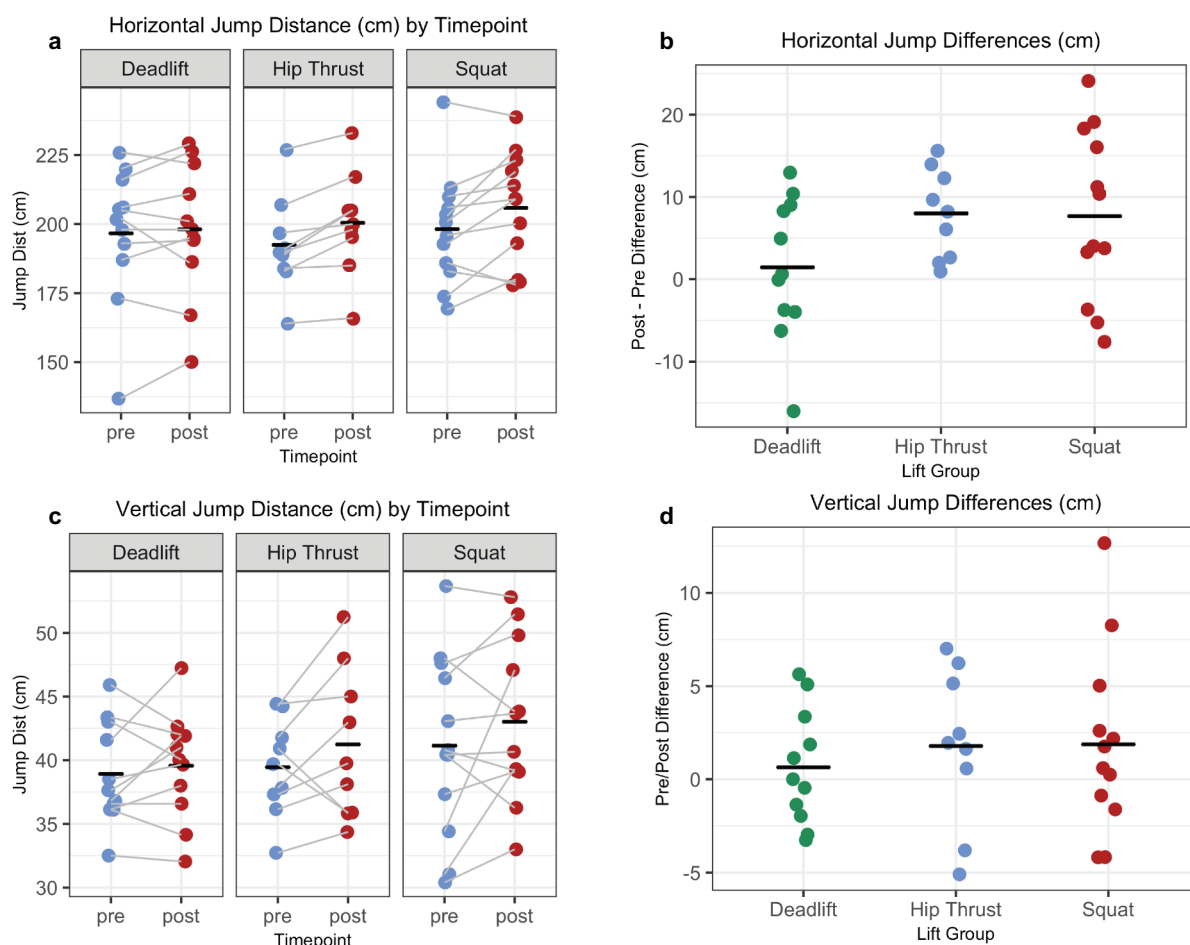 a
Horizontal Jump Distance (cm) by Timepoint
Deadlift
Hip Thrust
Squat
Jump Dist (cm)
225
200
175
150
pre
post
pre
post
pre
post
Timepoint
b
Horizontal Jump Differences (cm)
Post - Pre Difference (cm)
20
10
0
-10
Deadlift
Hip Thrust
Squat
Lift Group
c
Vertical Jump Distance (cm) by Timepoint
Deadlift
Hip Thrust
Squat
Jump Dist (cm)
50
45
40
35
30
pre
post
pre
post
pre
post
Timepoint
d
Vertical Jump Differences (cm)
Pre/Post Difference (cm)
10
5
0
-5
Deadlift
Hip Thrust
Squat
Lift Group